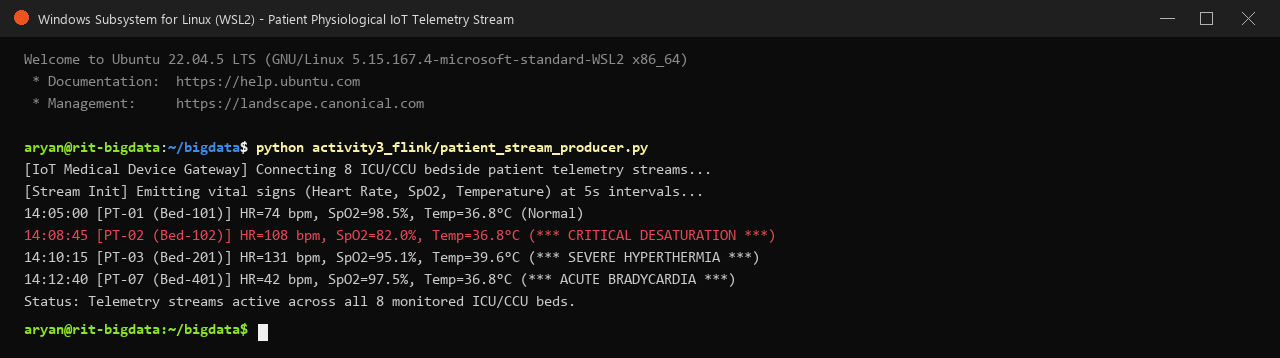 Windows Subsystem for Linux (WSL2) - Patient Physiological IoT Telemetry Stream
Welcome to Ubuntu 22.04.5 LTS (GNU/Linux 5.15.167.4-microsoft-standard-WSL2 x86_64)
 * Documentation:  https://help.ubuntu.com
 * Management:     https://landscape.canonical.com
aryan@rit-bigdata:~/bigdata$ python activity3_flink/patient_stream_producer.py
[IoT Medical Device Gateway] Connecting 8 ICU/CCU bedside patient telemetry streams...
[Stream Init] Emitting vital signs (Heart Rate, SpO2, Temperature) at 5s intervals...
14:05:00 [PT-01 (Bed-101)] HR=74 bpm, SpO2=98.5%, Temp=36.8°C (Normal)
14:08:45 [PT-02 (Bed-102)] HR=108 bpm, SpO2=82.0%, Temp=36.8°C (*** CRITICAL DESATURATION ***)
14:10:15 [PT-03 (Bed-201)] HR=131 bpm, SpO2=95.1%, Temp=39.6°C (*** SEVERE HYPERTHERMIA ***)
14:12:40 [PT-07 (Bed-401)] HR=42 bpm, SpO2=97.5%, Temp=36.8°C (*** ACUTE BRADYCARDIA ***)
Status: Telemetry streams active across all 8 monitored ICU/CCU beds.
aryan@rit-bigdata:~/bigdata$